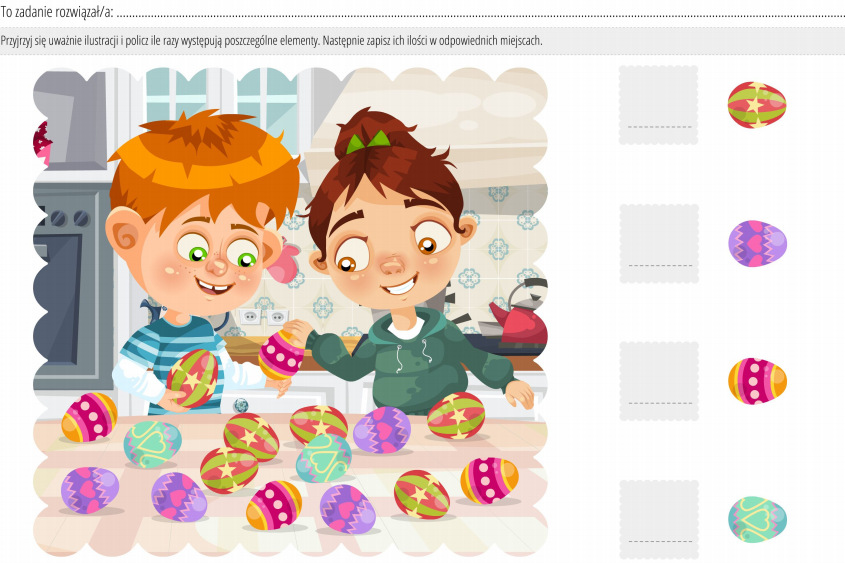 To zadanie rozwiązał/a: ........................................................................................................................
Przyjrzyj się uważnie ilustracji i policz ile razy występują poszczególne elementy. Następnie zapisz ich ilości w odpowiednich miejscach.